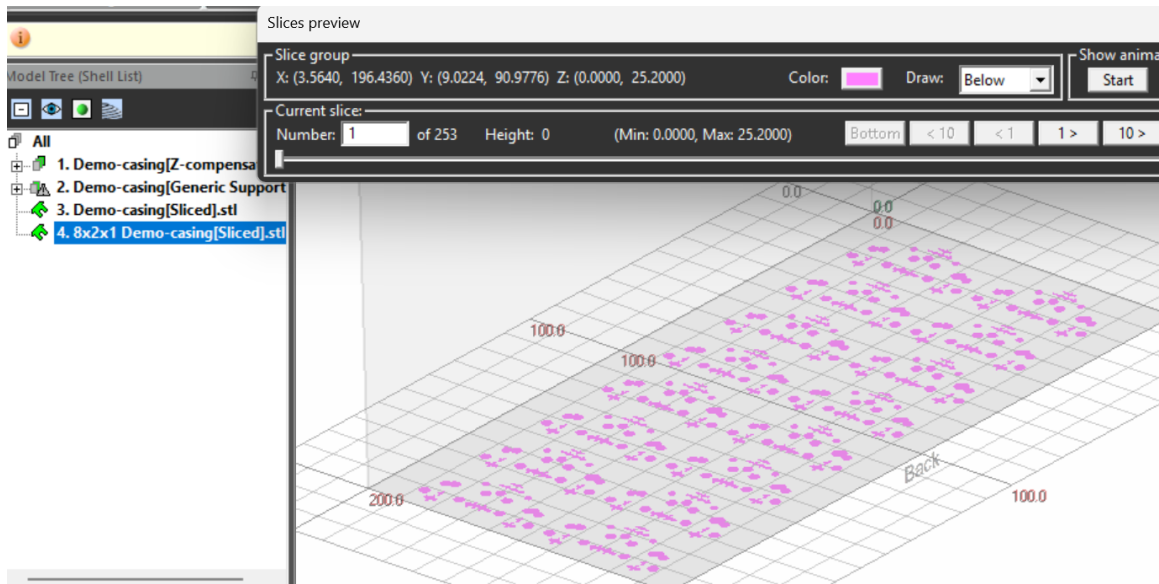 Slices preview
Slice group
X: (3.5640, 196.4360) Y: (9.0224, 90.9776) Z: (0.0000, 25.2000)
Color:
Draw: Below
Show anima
Start
Current slice:
Number: 1 of 253 Height: 0 (Min: 0.0000, Max: 25.2000)
Bottom < 10 < 1 1 > 10 >
Model Tree (Shell List)
All
1. Demo-casing[Z-compensa
2. Demo-casing[Generic Support
3. Demo-casing[Sliced].stl
4. 8x2x1 Demo-casing[Sliced].stl
0.0
0.0
0.0
100.0
100.0
200.0
Back
100.0